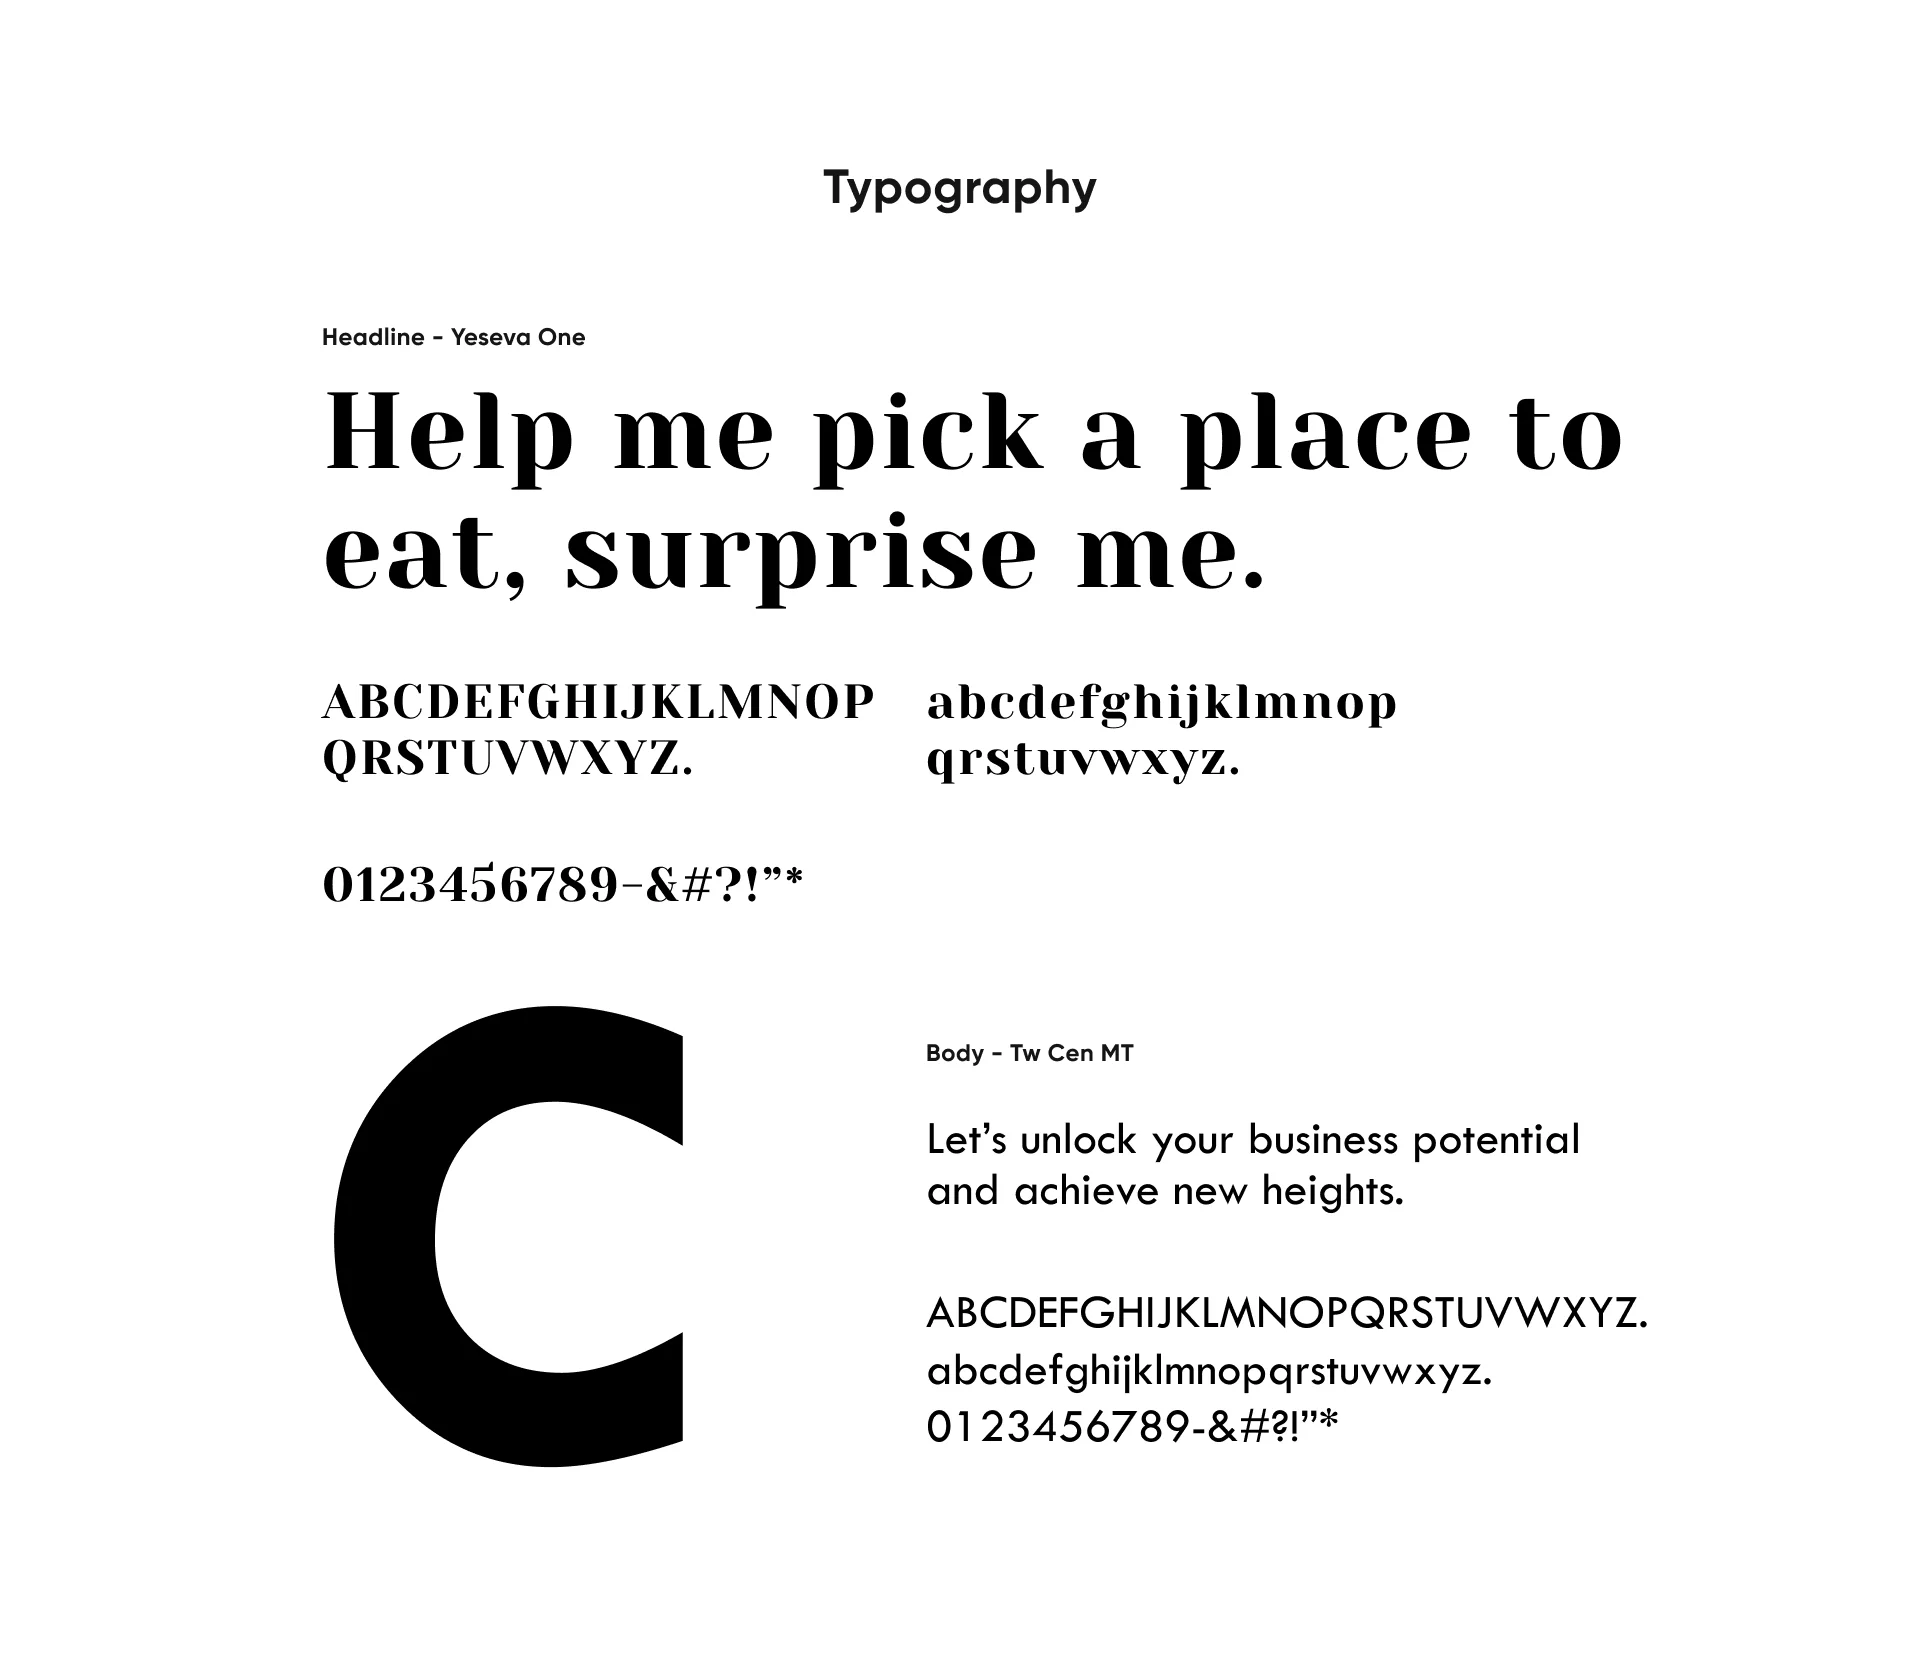 Typography
Headline - Yeseva One
Help me pick a place to
eat, surprise me.
ABCDEFGHIJKLMNOP
QRSTUVWXYZ.
abcdefghijklmnop
qrstuvwxyz.
0123456789-&#?!”*
C
Body - Tw Cen MT
Let’s unlock your business potential
and achieve new heights.
ABCDEFGHIJKLMNOPQRSTUVWXYZ.
abcdefghijklmnopqrstuvwxyz.
0123456789-&#?!”*